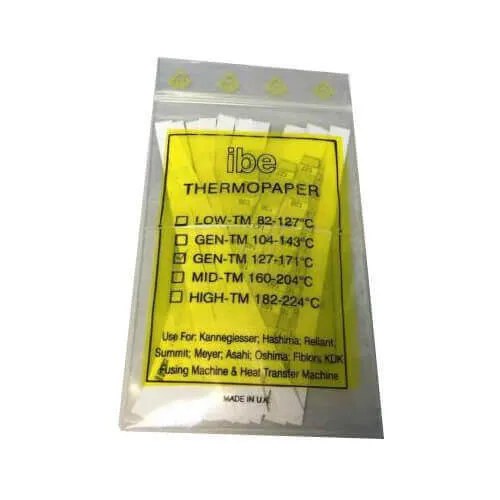 ibe
THERMOPAPER
LOW-TM 82-127°C
GEN-TM 104-143°C
GEN-TM 127-171°C
MID-TM 160-204°C
HIGH-TM 182-224°C
Use For: Kannegiesser; Hashima; Reliant,
Summit; Meyer; Asahi; Oshima; Fiblon; KDK
Fusing Machine & Heat Transfer Machine
MADE IN U.K